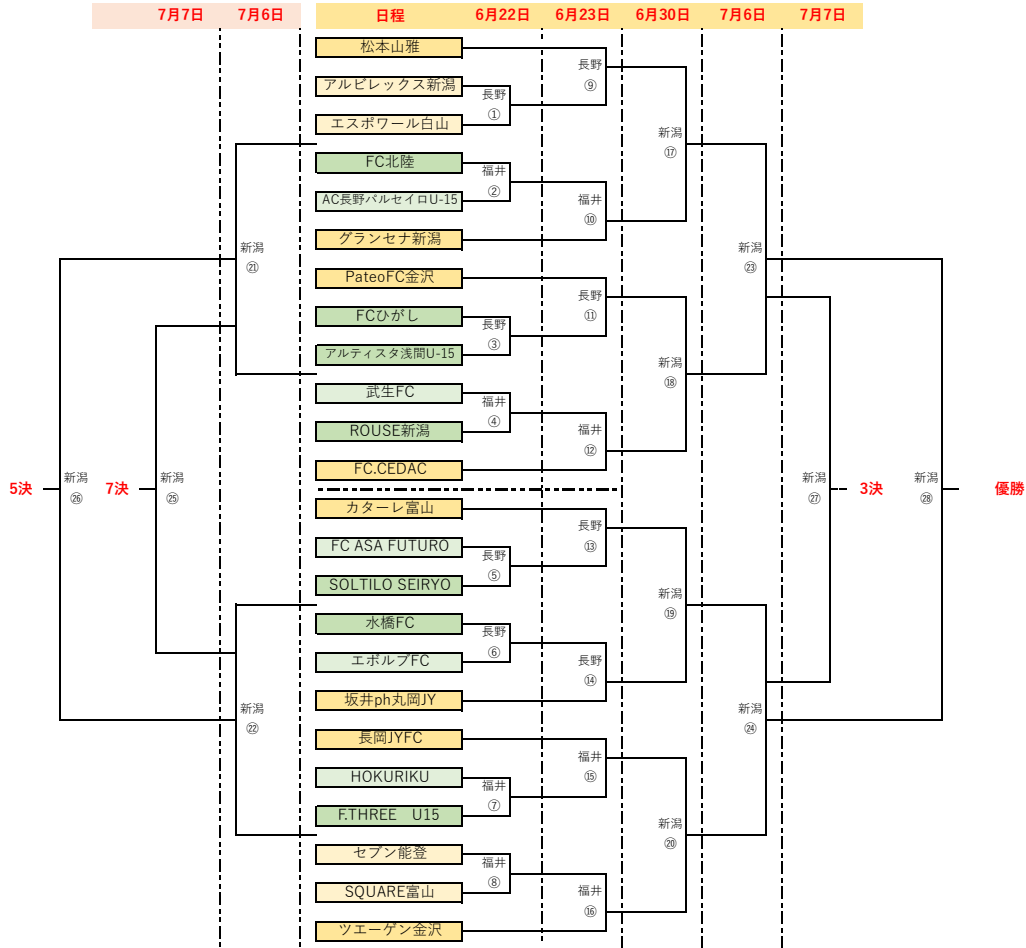 7月7日 7月6日 日程 6月22日 6月23日 6月30日 7月6日 7月7日
松本山雅
長野
⑨
アルビレックス新潟
長野
①
エスポワール白山
新潟
⑰
FC北陸
福井
②
AC長野パルセイロU-15
福井
⑩
グランセナ新潟
新潟
㉑
新潟
㉓
PateoFC金沢
長野
⑪
FCひがし
長野
③
アルティスタ浅間U-15
新潟
⑱
武生FC
福井
④
ROUSE新潟
福井
⑫
FC.CEDAC
5決
新潟
㉖
7決
新潟
㉕
新潟
㉗
3決
新潟
㉘
優勝
カターレ富山
長野
⑬
FC ASA FUTURO
長野
⑤
SOLTILO SEIRYO
新潟
⑲
水橋FC
長野
⑥
エボルブFC
長野
⑭
坂井ph丸岡JY
新潟
㉒
新潟
㉔
長岡JYFC
福井
⑮
HOKURIKU
福井
⑦
F.THREE　U15
新潟
⑳
セブン能登
福井
⑧
SQUARE富山
福井
⑯
ツエーゲン金沢